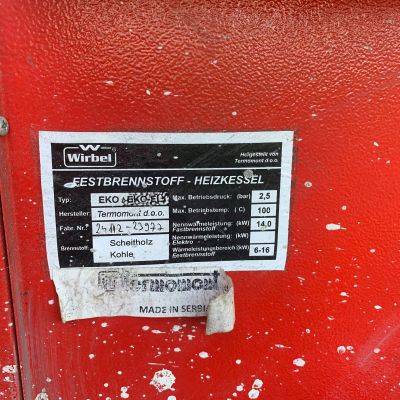 W
Wirbel
Hergestellt von
Termomont d.o.o.
FESTBRENNSTOFF - HEIZKESSEL
Typ: EKO
Hersteller Termomont d.o.o.
Fabr. Nr.:
Brennstoff: Scheitholz
Kohle
Max. Betriebsdruck: (bar) 2,5
Max. Betriebstemp: ( C) 100
Nennwärmeleistung: (kW) 14,0
Festbrennstoff
Nennwärmeleistung: (kW)
Elektro
Wärmeleistungsbereich (kW) 6-16
Festbrennstoff
Termomont
MADE IN SERBIA